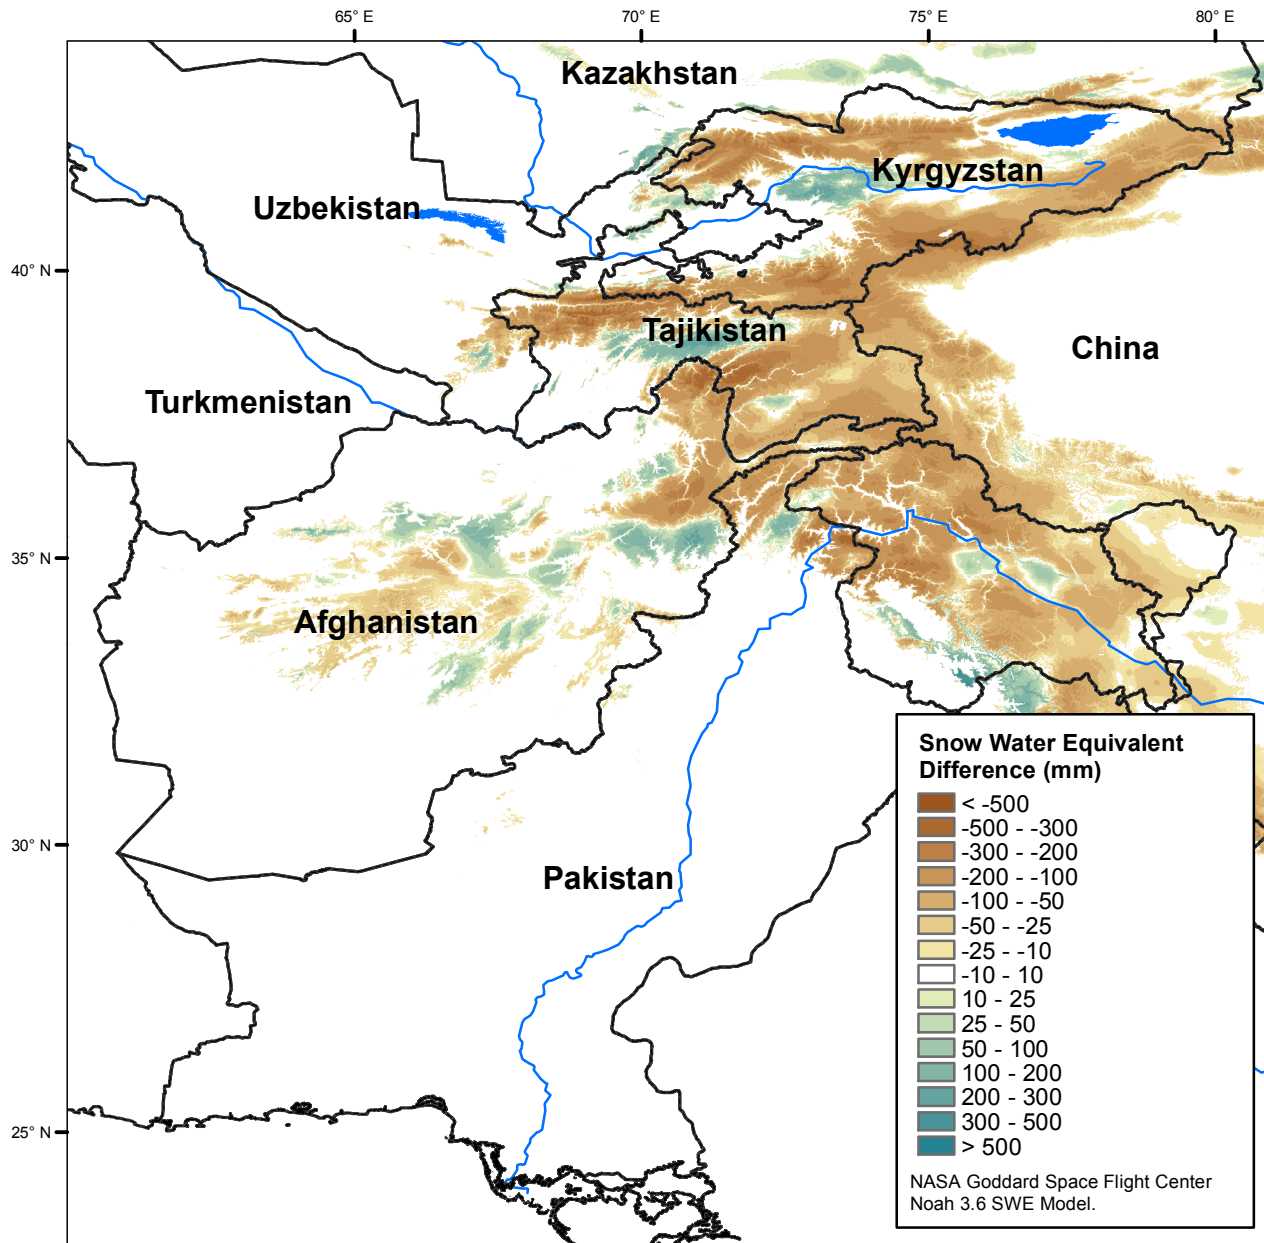 65° E
70° E
75° E
80° E
Kazakhstan
Kyrgyzstan
Uzbekistan
40° N
Tajikistan
China
Turkmenistan
35° N
Afghanistan
Snow Water Equivalent
Difference (mm)
< -500
-500 - -300
-300 - -200
-200 - -100
-100 - -50
-50 - -25
-25 - -10
-10 - 10
10 - 25
25 - 50
50 - 100
100 - 200
200 - 300
300 - 500
> 500
NASA Goddard Space Flight Center
Noah 3.6 SWE Model.
30° N
Pakistan
25° N